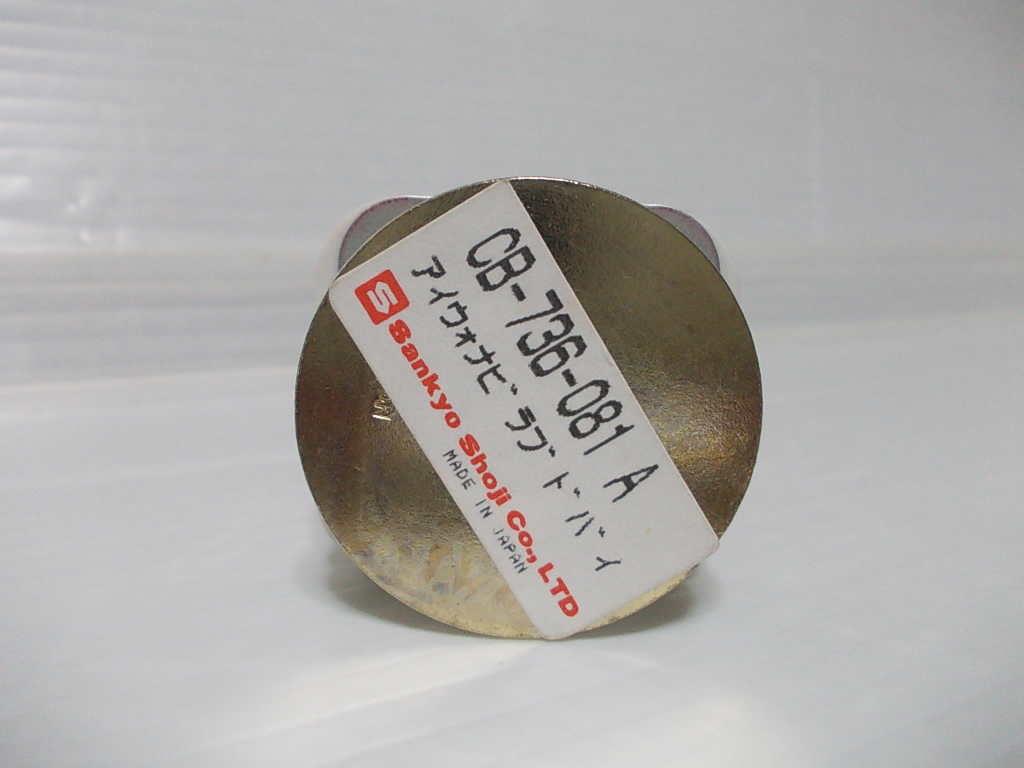 CB-736-081 A
アイウォナビ ラブ ドバイ
S Sankyo Shoji Co., LTD
MADE IN JAPAN